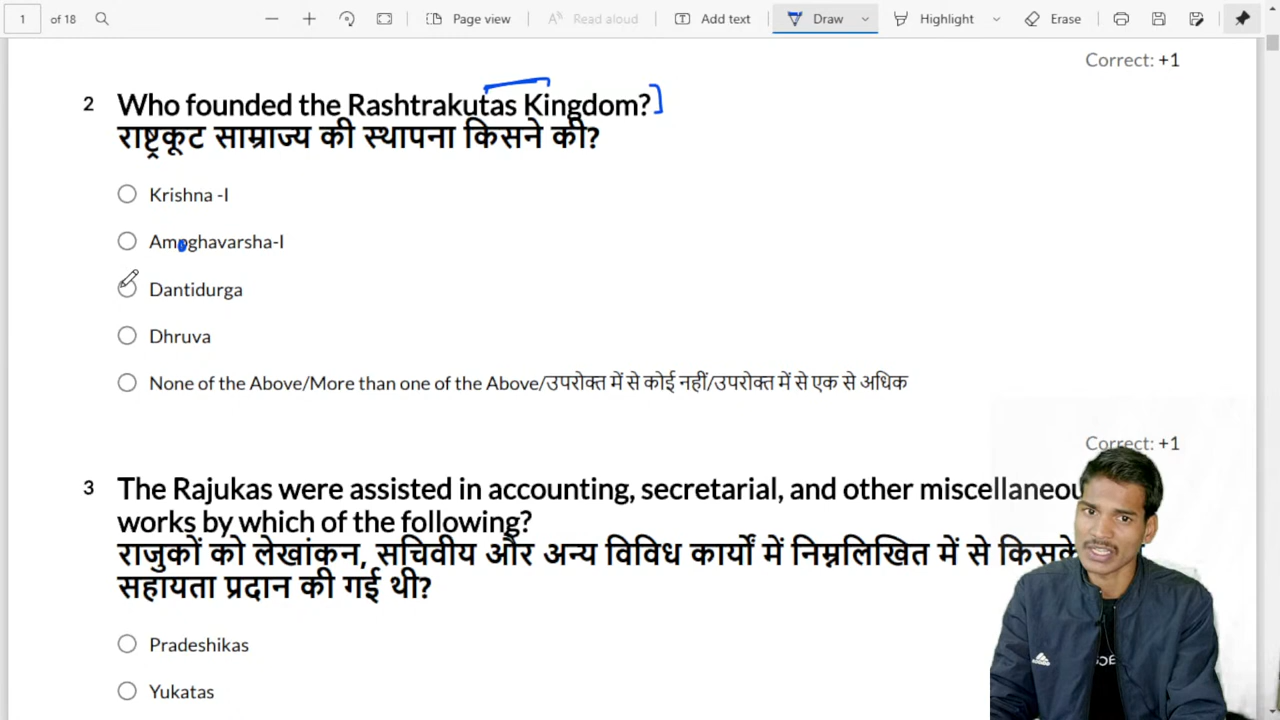 1 of 18 Page view Read aloud Add text Draw Highlight Erase
Correct: +1
2 Who founded the Rashtrakutas Kingdom?
राष्ट्रकूट साम्राज्य की स्थापना किसने की?
Krishna -I
Amoghavarsha-I
Dantidurga
Dhruva
None of the Above/More than one of the Above/उपरोक्त में से कोई नहीं/उपरोक्त में से एक से अधिक
Correct: +1
3 The Rajukas were assisted in accounting, secretarial, and other miscellaneou
works by which of the following?
राजुकों को लेखांकन, सचिवीय और अन्य विविध कार्यों में निम्नलिखित में से किसके
सहायता प्रदान की गई थी?
Pradeshikas
Yukatas